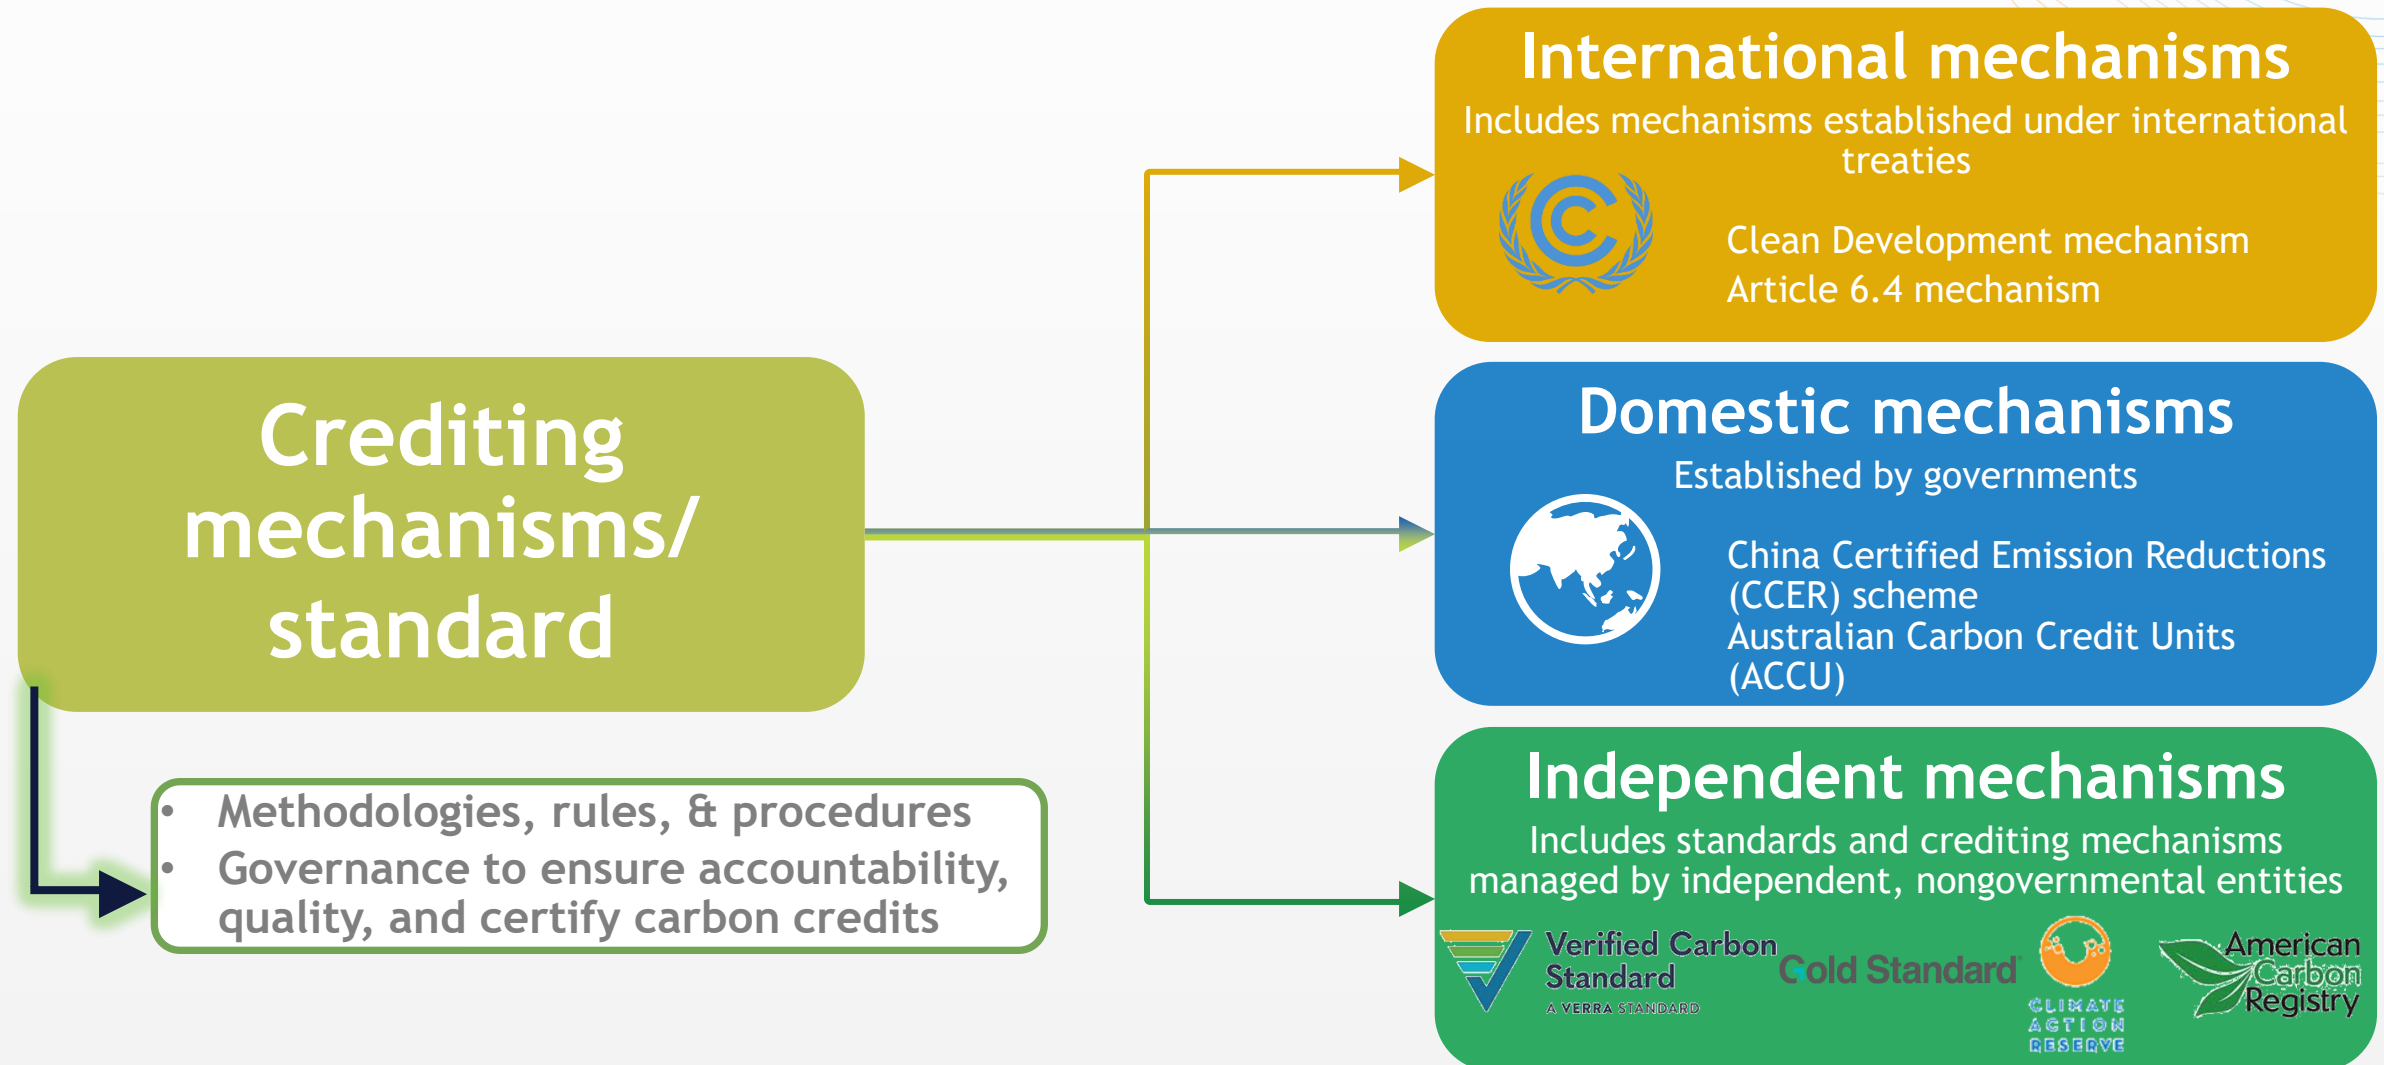 Crediting
mechanisms/
standard
• Methodologies, rules, & procedures
• Governance to ensure accountability,
quality, and certify carbon credits
International mechanisms
Includes mechanisms established under international
treaties
Clean Development mechanism
Article 6.4 mechanism
Domestic mechanisms
Established by governments
China Certified Emission Reductions
(CCER) scheme
Australian Carbon Credit Units
(ACCU)
Independent mechanisms
Includes standards and crediting mechanisms
managed by independent, nongovernmental entities
Verified Carbon
Standard
A VERRA STANDARD
Gold Standard
CLIMATE
ACTION
RESERVE
American
Carbon
Registry